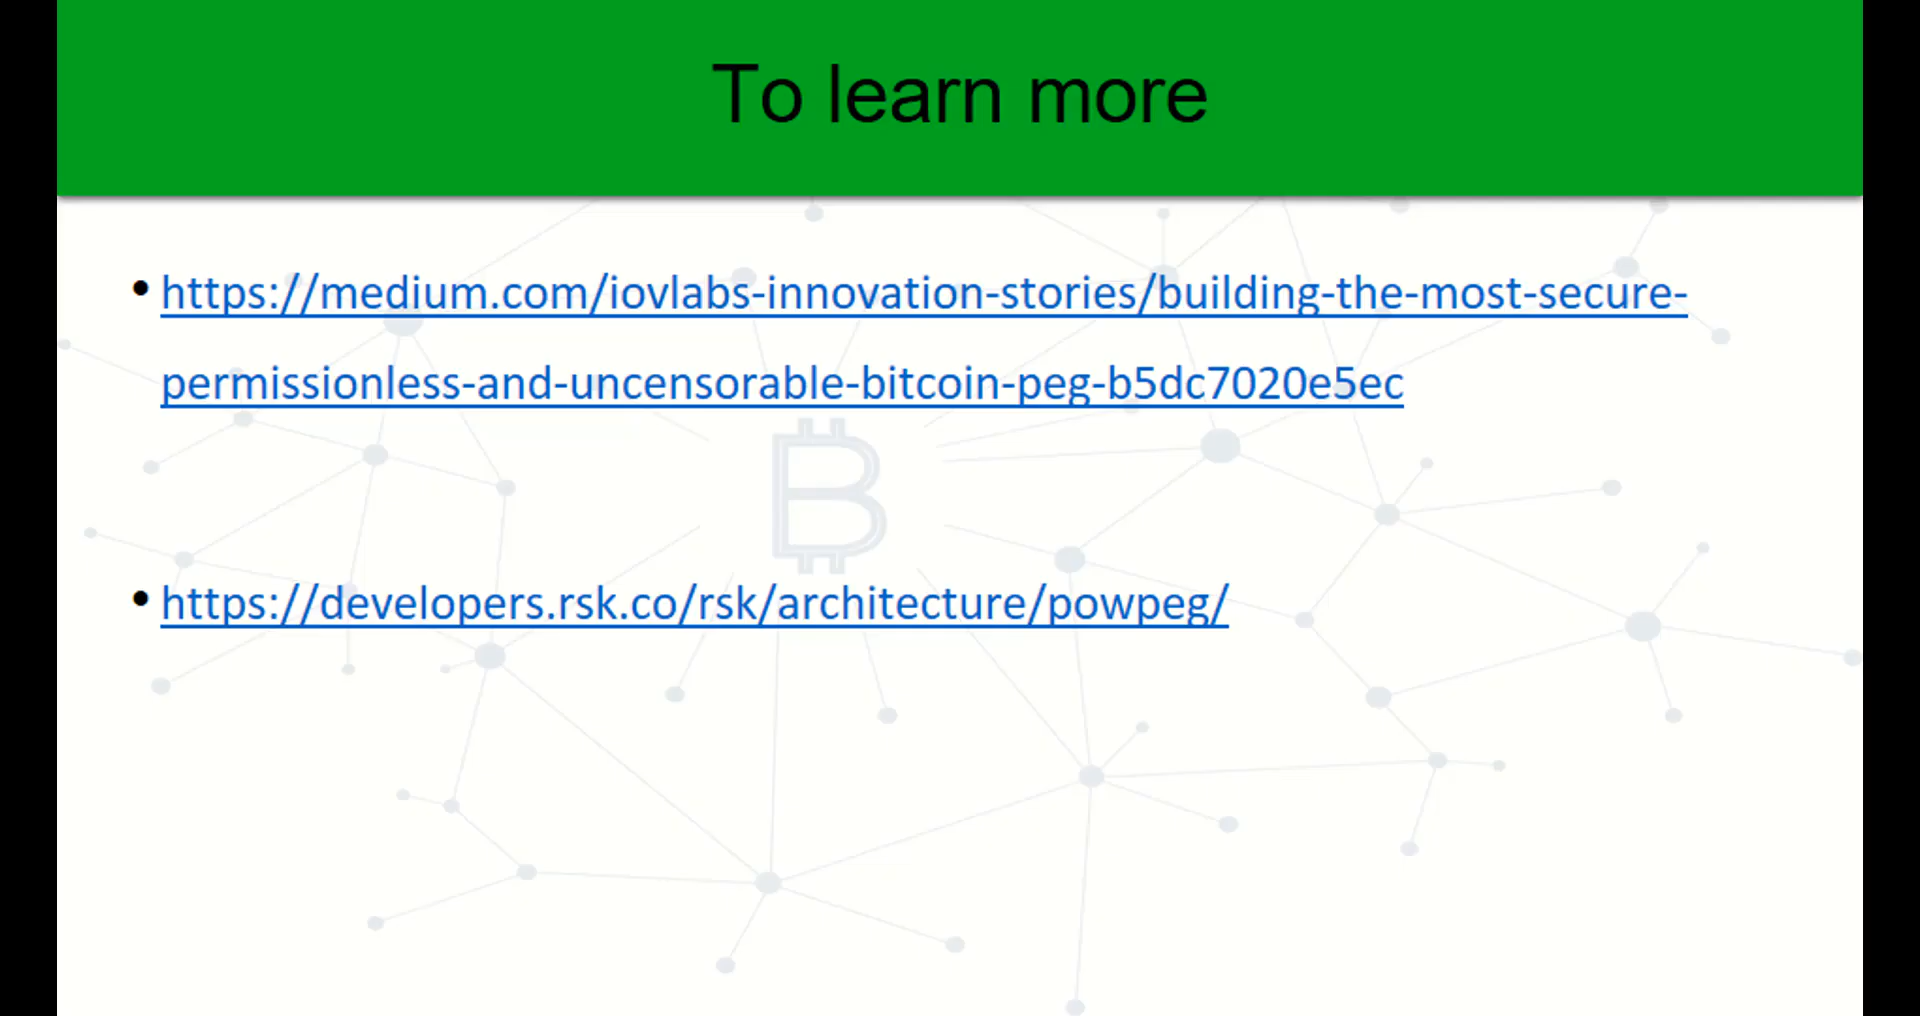 To learn more
• https://medium.com/iovlabs-innovation-stories/building-the-most-secure-
permissionless-and-uncensorable-bitcoin-peg-b5dc7020e5ec
• https://developers.rsk.co/rsk/architecture/powpeg/